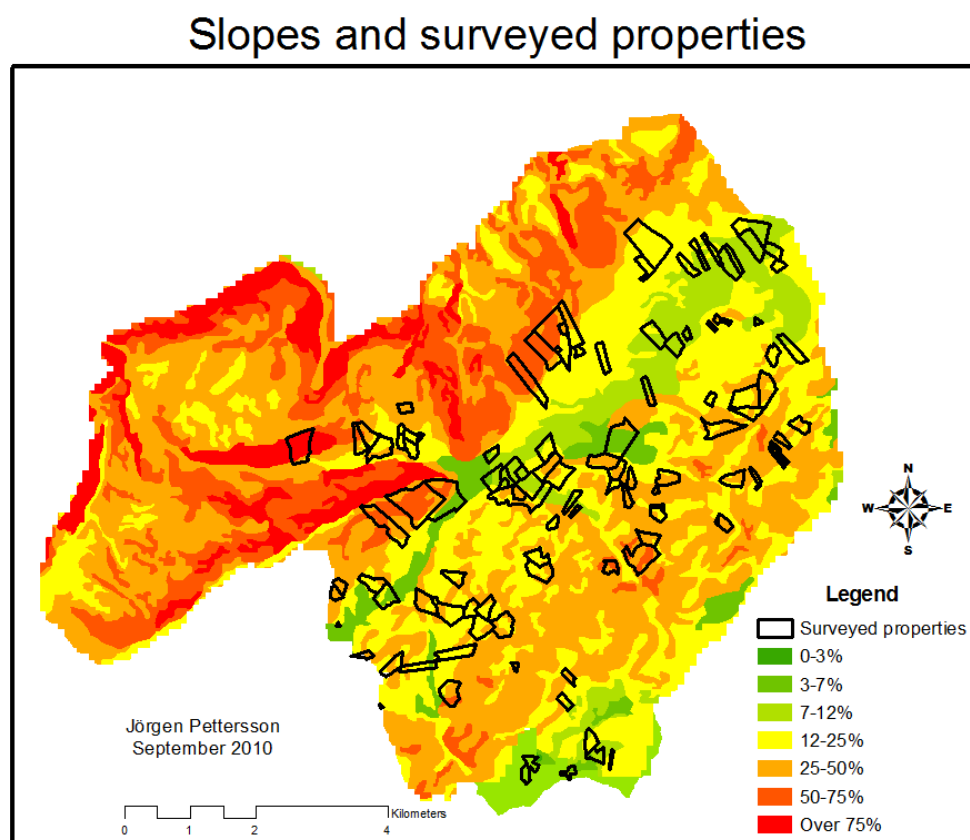 Slopes and surveyed properties
N
W E
S
Legend
Surveyed properties
0-3%
3-7%
7-12%
12-25%
25-50%
50-75%
Over 75%
Jörgen Pettersson
September 2010
Kilometers
0 1 2 4